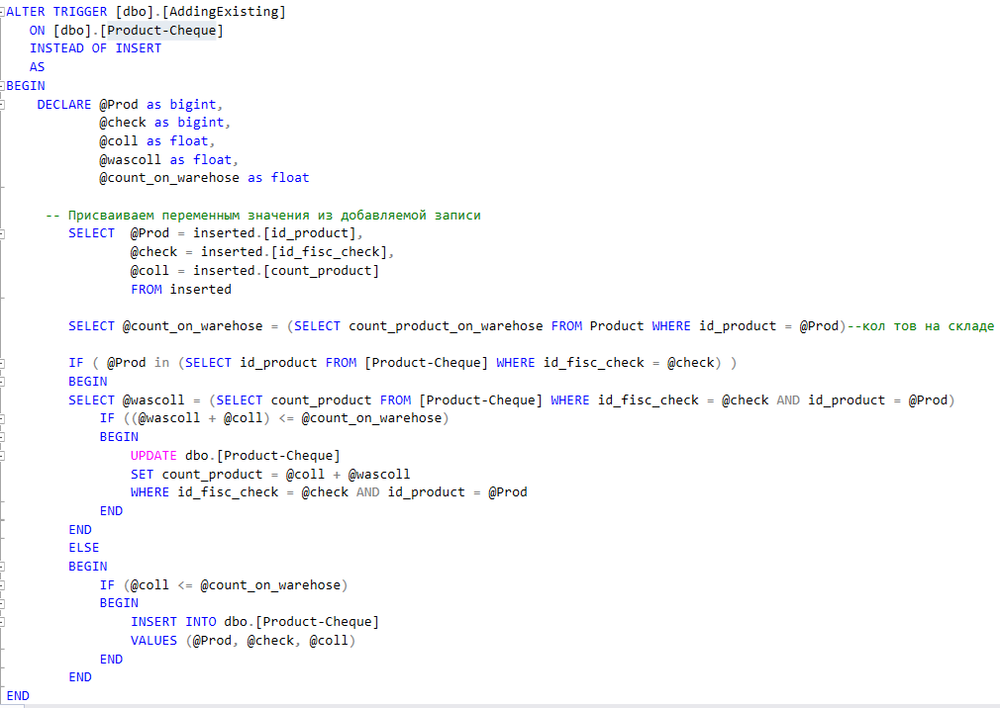 ALTER TRIGGER [dbo].[AddingExisting]
ON [dbo].[Product-Cheque]
INSTEAD OF INSERT
AS
BEGIN
DECLARE @Prod as bigint,
@check as bigint,
@coll as float,
@wascoll as float,
@count_on_warehose as float
-- Присваиваем переменным значения из добавляемой записи
SELECT @Prod = inserted.[id_product],
@check = inserted.[id_fisc_check],
@coll = inserted.[count_product]
FROM inserted
SELECT @count_on_warehose = (SELECT count_product_on_warehose FROM Product WHERE id_product = @Prod)--кол тов на складе
IF ( @Prod in (SELECT id_product FROM [Product-Cheque] WHERE id_fisc_check = @check) )
BEGIN
SELECT @wascoll = (SELECT count_product FROM [Product-Cheque] WHERE id_fisc_check = @check AND id_product = @Prod)
IF ((@wascoll + @coll) <= @count_on_warehose)
BEGIN
UPDATE dbo.[Product-Cheque]
SET count_product = @coll + @wascoll
WHERE id_fisc_check = @check AND id_product = @Prod
END
END
ELSE
BEGIN
IF (@coll <= @count_on_warehose)
BEGIN
INSERT INTO dbo.[Product-Cheque]
VALUES (@Prod, @check, @coll)
END
END
END